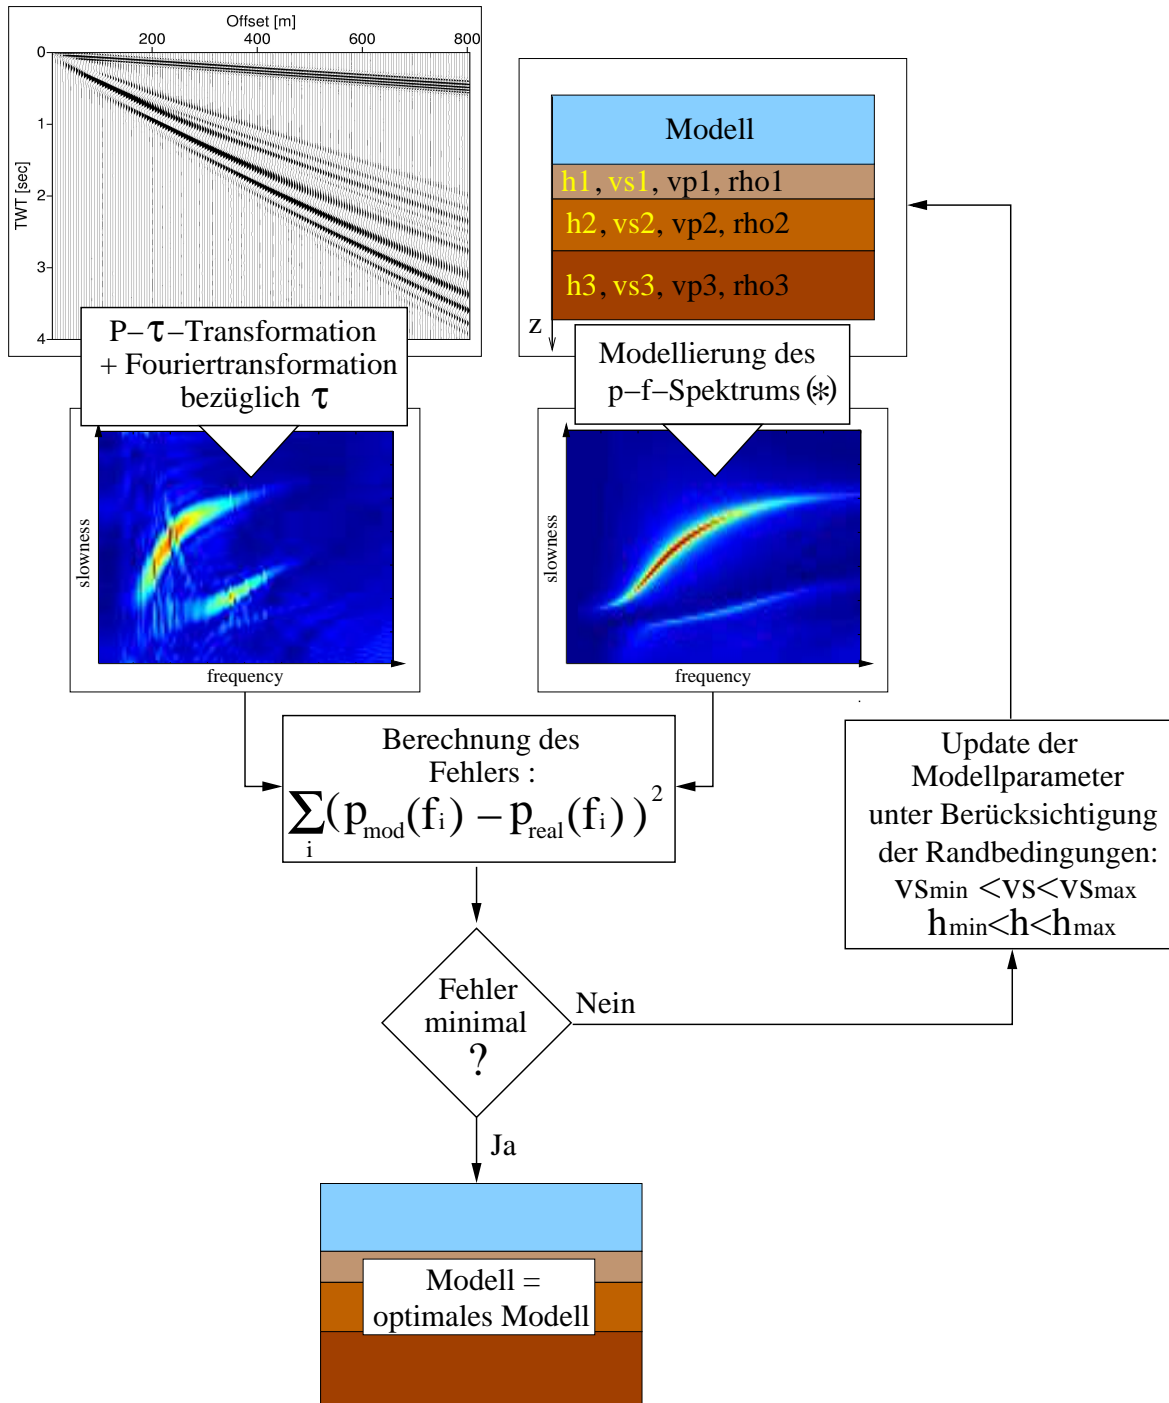 Offset [m]
200 400 600 800
0
1
2
3
4
TWT [sec]
P-τ-Transformation
+ Fouriertransformation
bezüglich τ
Modell
h1, vs1, vp1, rho1
h2, vs2, vp2, rho2
h3, vs3, vp3, rho3
z
Modellierung des
p-f-Spektrums(*)
slowness
frequency
slowness
frequency
Berechnung des
Fehlers :
∑i(pmod(fi) - preal(fi))²
Update der
Modellparameter
unter Berücksichtigung
der Randbedingungen:
vsmin <vs<vsmax
hmin<h<hmax
Fehler
minimal
?
Nein
Ja
Modell =
optimales Modell